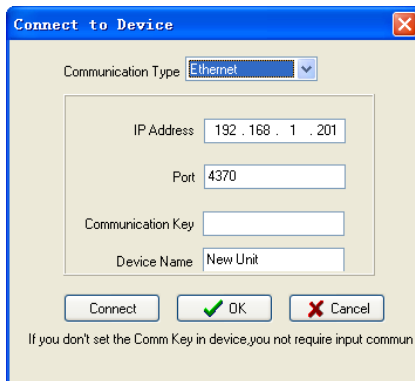 Connect to Device
Communication Type Ethernet
IP Address 192 . 168 . 1 . 201
Port 4370
Communication Key
Device Name New Unit
Connect OK Cancel
If you don't set the Comm Key in device,you not require input commun